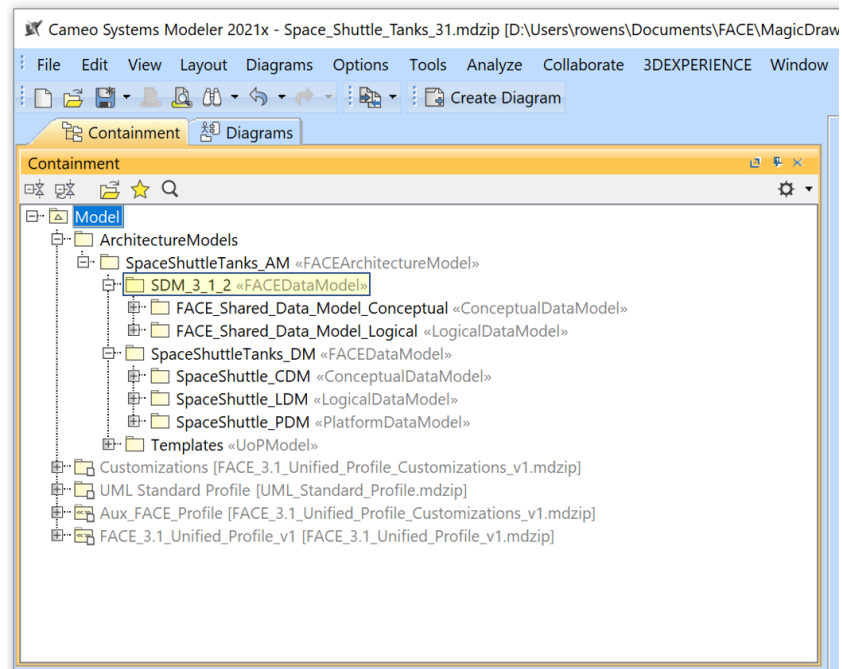 Cameo Systems Modeler 2021x - Space_Shuttle_Tanks_31.mdzip [D:\Users\rowens\Documents\FACE\MagicDraw
File Edit View Layout Diagrams Options Tools Analyze Collaborate 3DEXPERIENCE Window
Create Diagram
Containment Diagrams
Containment
Model
ArchitectureModels
SpaceShuttleTanks_AM «FACEArchitectureModel»
SDM_3_1_2 «FACEDataModel»
FACE_Shared_Data_Model_Conceptual «ConceptualDataModel»
FACE_Shared_Data_Model_Logical «LogicalDataModel»
SpaceShuttleTanks_DM «FACEDataModel»
SpaceShuttle_CDM «ConceptualDataModel»
SpaceShuttle_LDM «LogicalDataModel»
SpaceShuttle_PDM «PlatformDataModel»
Templates «UoPModel»
Customizations [FACE_3.1_Unified_Profile_Customizations_v1.mdzip]
UML Standard Profile [UML_Standard_Profile.mdzip]
Aux_FACE_Profile [FACE_3.1_Unified_Profile_Customizations_v1.mdzip]
FACE_3.1_Unified_Profile_v1 [FACE_3.1_Unified_Profile_v1.mdzip]